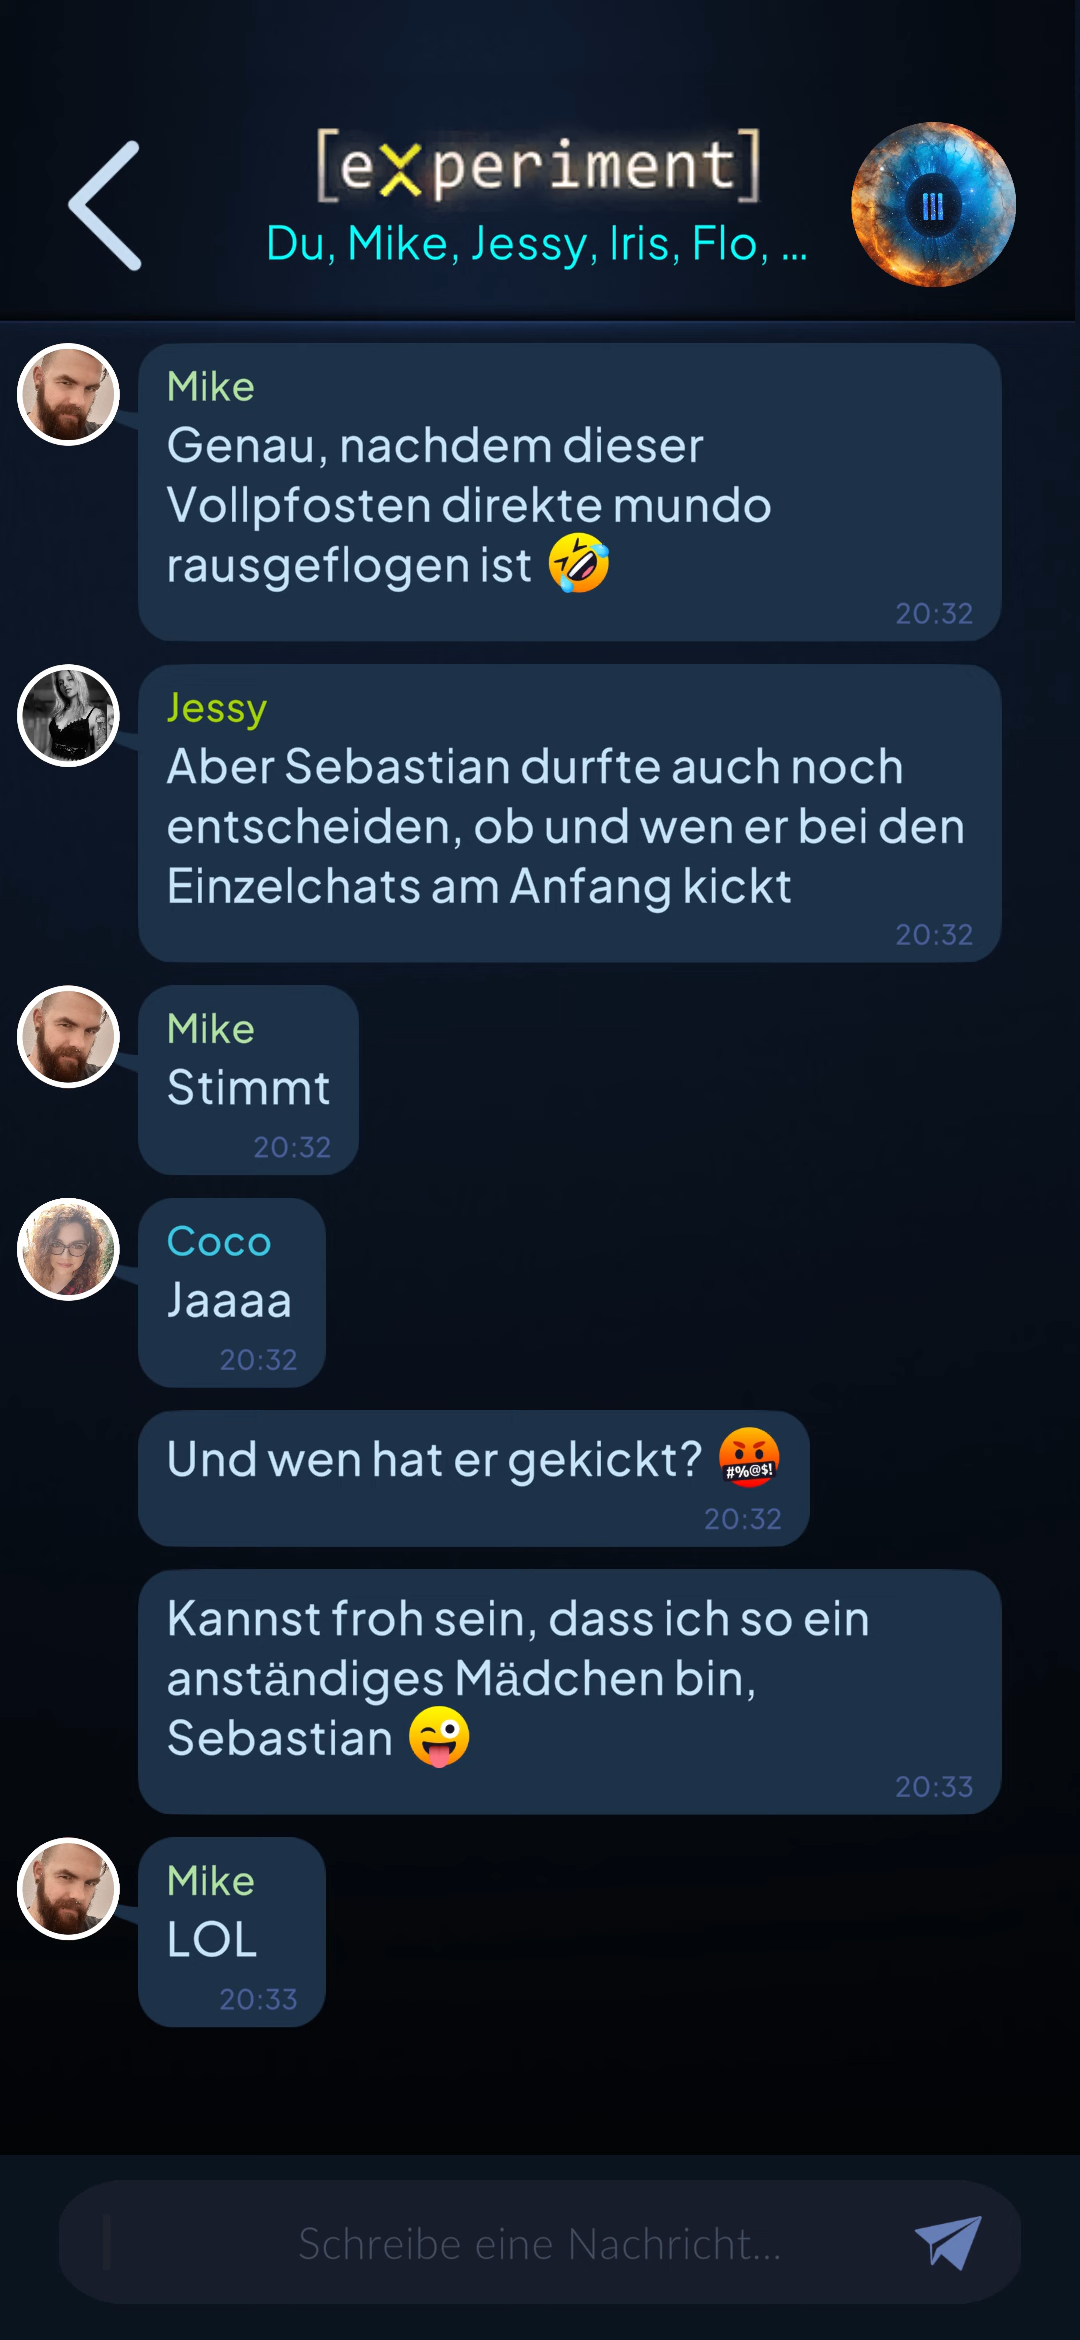 [eXperiment]
Du, Mike, Jessy, Iris, Flo, ...
Mike
Genau, nachdem dieser
Vollpfosten direkte mundo
rausgeflogen ist 🤣
20:32
Jessy
Aber Sebastian durfte auch noch
entscheiden, ob und wen er bei den
Einzelchats am Anfang kickt
20:32
Mike
Stimmt
20:32
Coco
Jaaaa
20:32
Und wen hat er gekickt? 🤬
20:32
Kannst froh sein, dass ich so ein
anständiges Mädchen bin,
Sebastian 😜
20:33
Mike
LOL
20:33
Schreibe eine Nachricht...